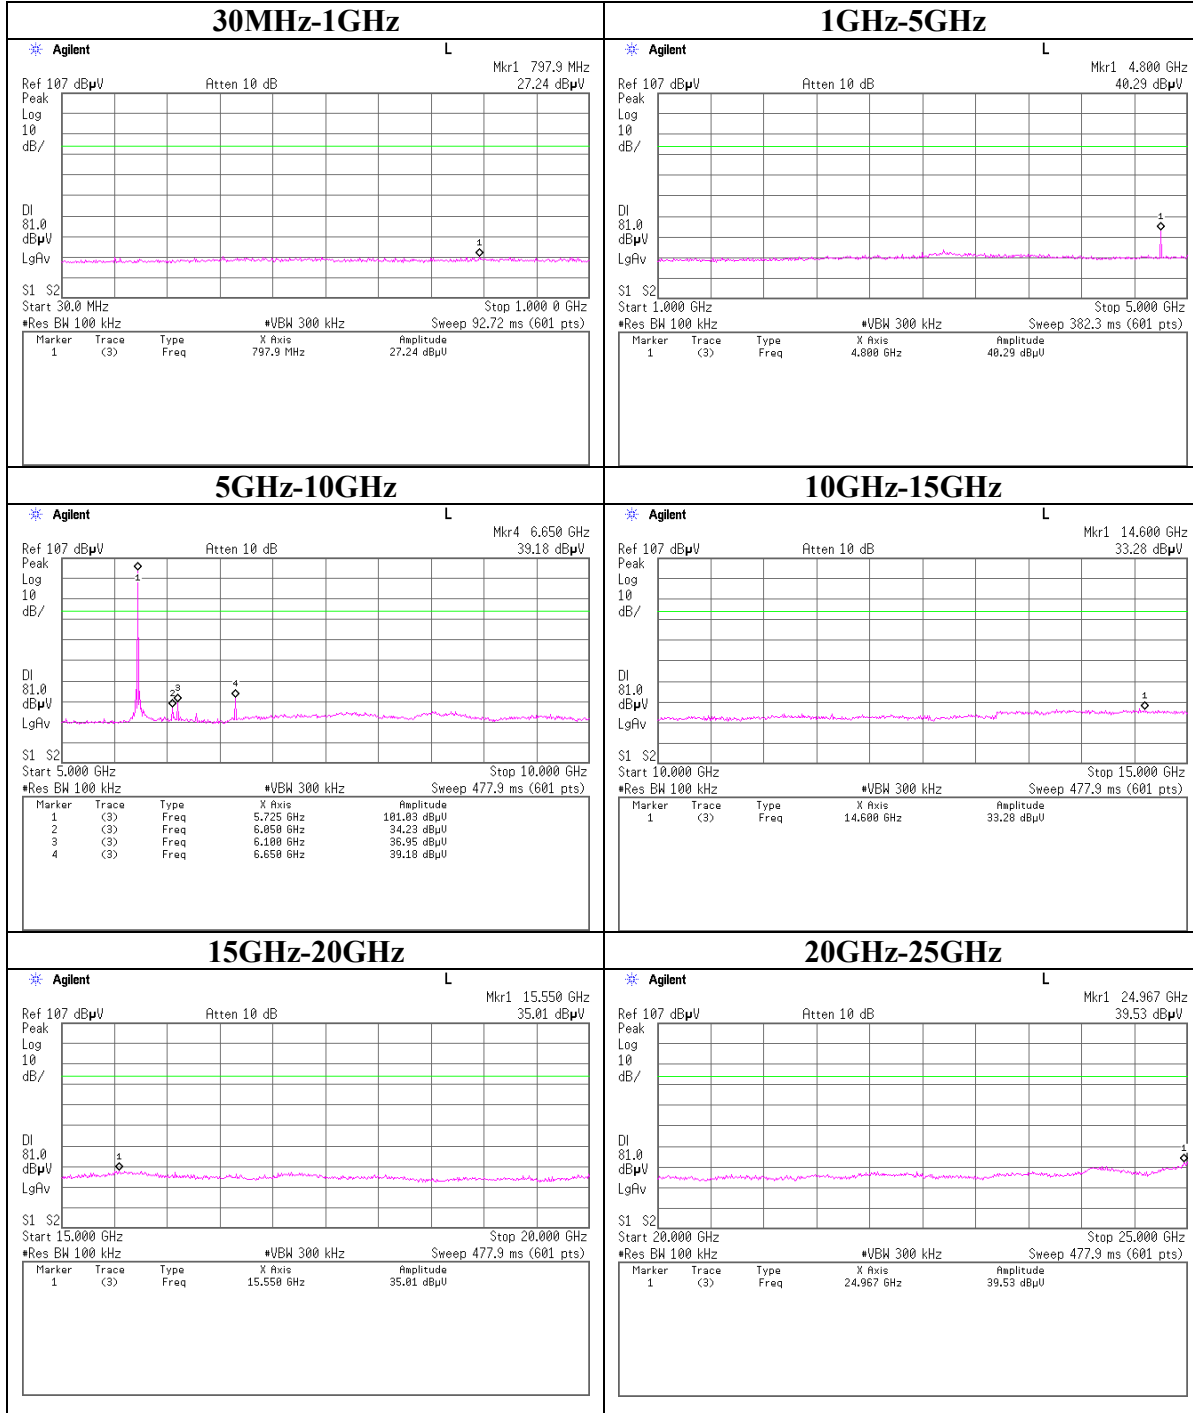 30MHz-1GHz
Agilent L
Mkr1 797.9 MHz
Ref 107 dBµV Atten 10 dB 27.24 dBµV
Peak
Log
10
dB/
DI
81.0
dBµV
LgAv
1
S1 S2
Start 30.0 MHz Stop 1.000 0 GHz
#Res BW 100 kHz #VBW 300 kHz Sweep 92.72 ms (601 pts)
Marker Trace Type X Axis Amplitude
1 (3) Freq 797.9 MHz 27.24 dBµV
1GHz-5GHz
Agilent L
Mkr1 4.800 GHz
Ref 107 dBµV Atten 10 dB 40.29 dBµV
Peak
Log
10
dB/
DI
81.0
dBµV
LgAv
1
S1 S2
Start 1.000 GHz Stop 5.000 GHz
#Res BW 100 kHz #VBW 300 kHz Sweep 382.3 ms (601 pts)
Marker Trace Type X Axis Amplitude
1 (3) Freq 4.800 GHz 40.29 dBµV
5GHz-10GHz
Agilent L
Mkr4 6.650 GHz
Ref 107 dBµV Atten 10 dB 39.18 dBµV
Peak
Log
10
dB/
DI
81.0
dBµV
LgAv
1
2 3
4
S1 S2
Start 5.000 GHz Stop 10.000 GHz
#Res BW 100 kHz #VBW 300 kHz Sweep 477.9 ms (601 pts)
Marker Trace Type X Axis Amplitude
1 (3) Freq 5.725 GHz 101.03 dBµV
2 (3) Freq 6.050 GHz 34.23 dBµV
3 (3) Freq 6.100 GHz 36.95 dBµV
4 (3) Freq 6.650 GHz 39.18 dBµV
10GHz-15GHz
Agilent L
Mkr1 14.600 GHz
Ref 107 dBµV Atten 10 dB 33.28 dBµV
Peak
Log
10
dB/
DI
81.0
dBµV
LgAv
1
S1 S2
Start 10.000 GHz Stop 15.000 GHz
#Res BW 100 kHz #VBW 300 kHz Sweep 477.9 ms (601 pts)
Marker Trace Type X Axis Amplitude
1 (3) Freq 14.600 GHz 33.28 dBµV
15GHz-20GHz
Agilent L
Mkr1 15.550 GHz
Ref 107 dBµV Atten 10 dB 35.01 dBµV
Peak
Log
10
dB/
DI
81.0
dBµV
LgAv
1
S1 S2
Start 15.000 GHz Stop 20.000 GHz
#Res BW 100 kHz #VBW 300 kHz Sweep 477.9 ms (601 pts)
Marker Trace Type X Axis Amplitude
1 (3) Freq 15.550 GHz 35.01 dBµV
20GHz-25GHz
Agilent L
Mkr1 24.967 GHz
Ref 107 dBµV Atten 10 dB 39.53 dBµV
Peak
Log
10
dB/
DI
81.0
dBµV
LgAv
1
S1 S2
Start 20.000 GHz Stop 25.000 GHz
#Res BW 100 kHz #VBW 300 kHz Sweep 477.9 ms (601 pts)
Marker Trace Type X Axis Amplitude
1 (3) Freq 24.967 GHz 39.53 dBµV